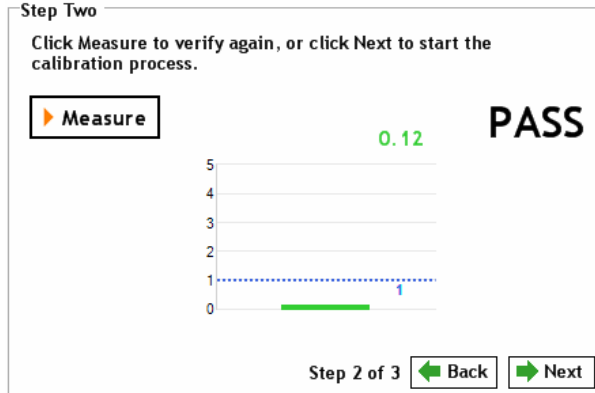 Step Two
Click Measure to verify again, or click Next to start the
calibration process.
Measure
PASS
0.12
5
4
3
2
1
1
0
Step 2 of 3
Back
Next